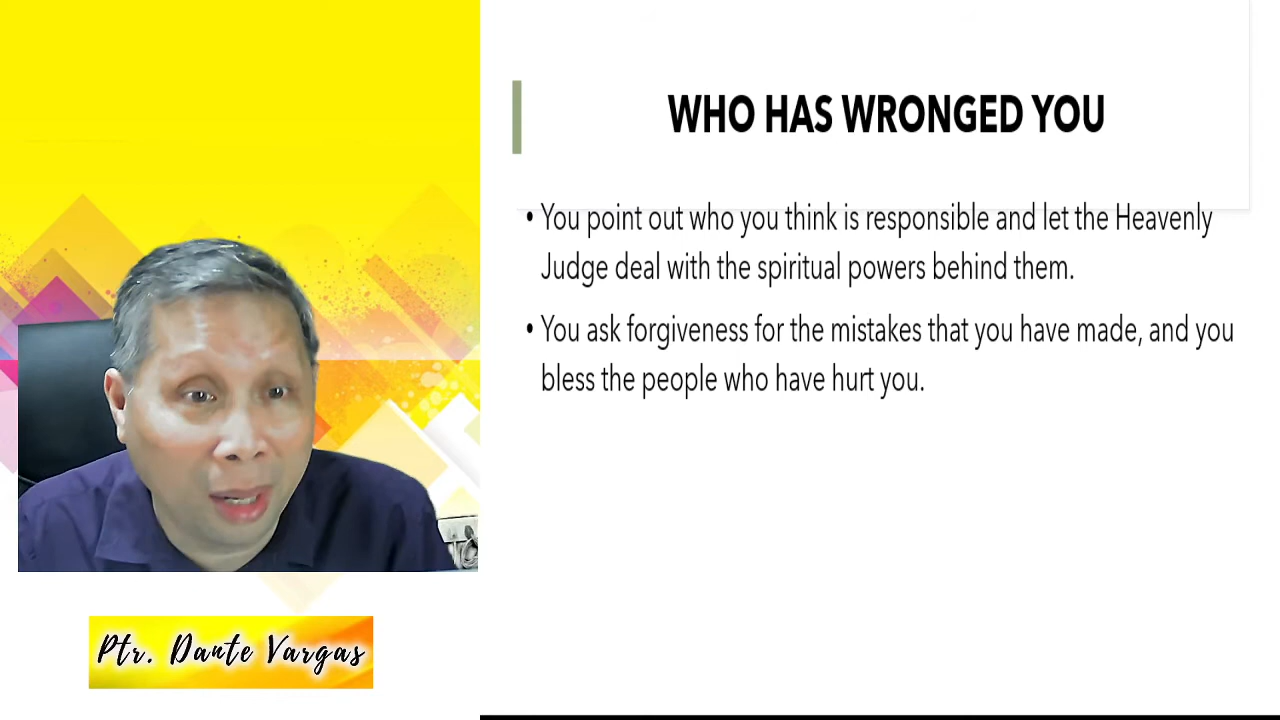 WHO HAS WRONGED YOU
• You point out who you think is responsible and let the Heavenly
Judge deal with the spiritual powers behind them.
• You ask forgiveness for the mistakes that you have made, and you
bless the people who have hurt you.
Ptr. Dante Vargas